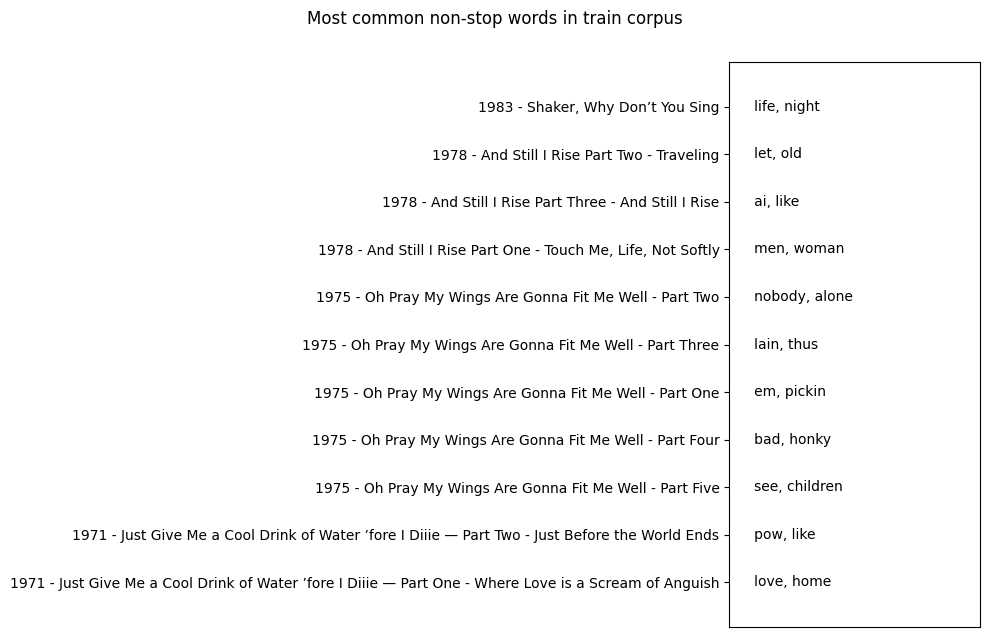 Most common non-stop words in train corpus
1983 - Shaker, Why Don’t You Sing life, night
1978 - And Still I Rise Part Two - Traveling let, old
1978 - And Still I Rise Part Three - And Still I Rise ai, like
1978 - And Still I Rise Part One - Touch Me, Life, Not Softly men, woman
1975 - Oh Pray My Wings Are Gonna Fit Me Well - Part Two nobody, alone
1975 - Oh Pray My Wings Are Gonna Fit Me Well - Part Three lain, thus
1975 - Oh Pray My Wings Are Gonna Fit Me Well - Part One em, pickin
1975 - Oh Pray My Wings Are Gonna Fit Me Well - Part Four bad, honky
1975 - Oh Pray My Wings Are Gonna Fit Me Well - Part Five see, children
1971 - Just Give Me a Cool Drink of Water ’fore I Diiie — Part Two - Just Before the World Ends pow, like
1971 - Just Give Me a Cool Drink of Water ’fore I Diiie — Part One - Where Love is a Scream of Anguish love, home